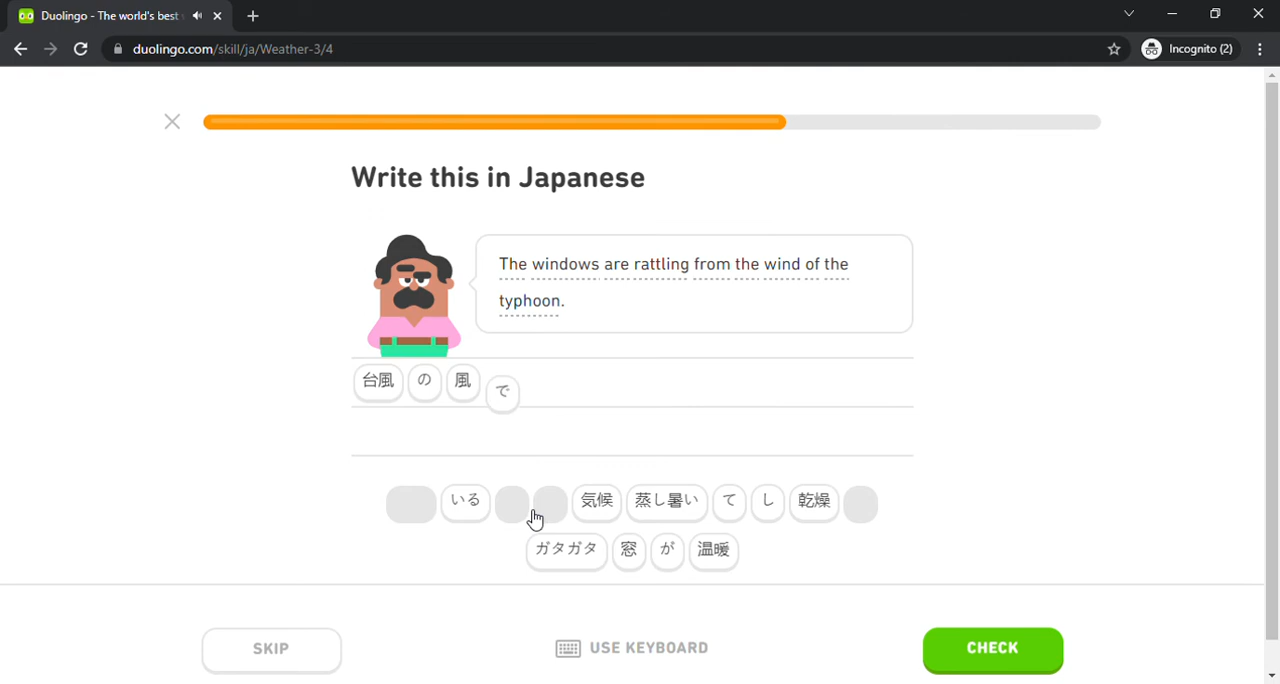 Duolingo - The world's best
duolingo.com/skill/ja/Weather-3/4
Incognito (2)
Write this in Japanese
The windows are rattling from the wind of the
typhoon.
台風 の 風 で
いる 気候 蒸し暑い て し 乾燥
ガタガタ 窓 が 温暖
SKIP
USE KEYBOARD
CHECK